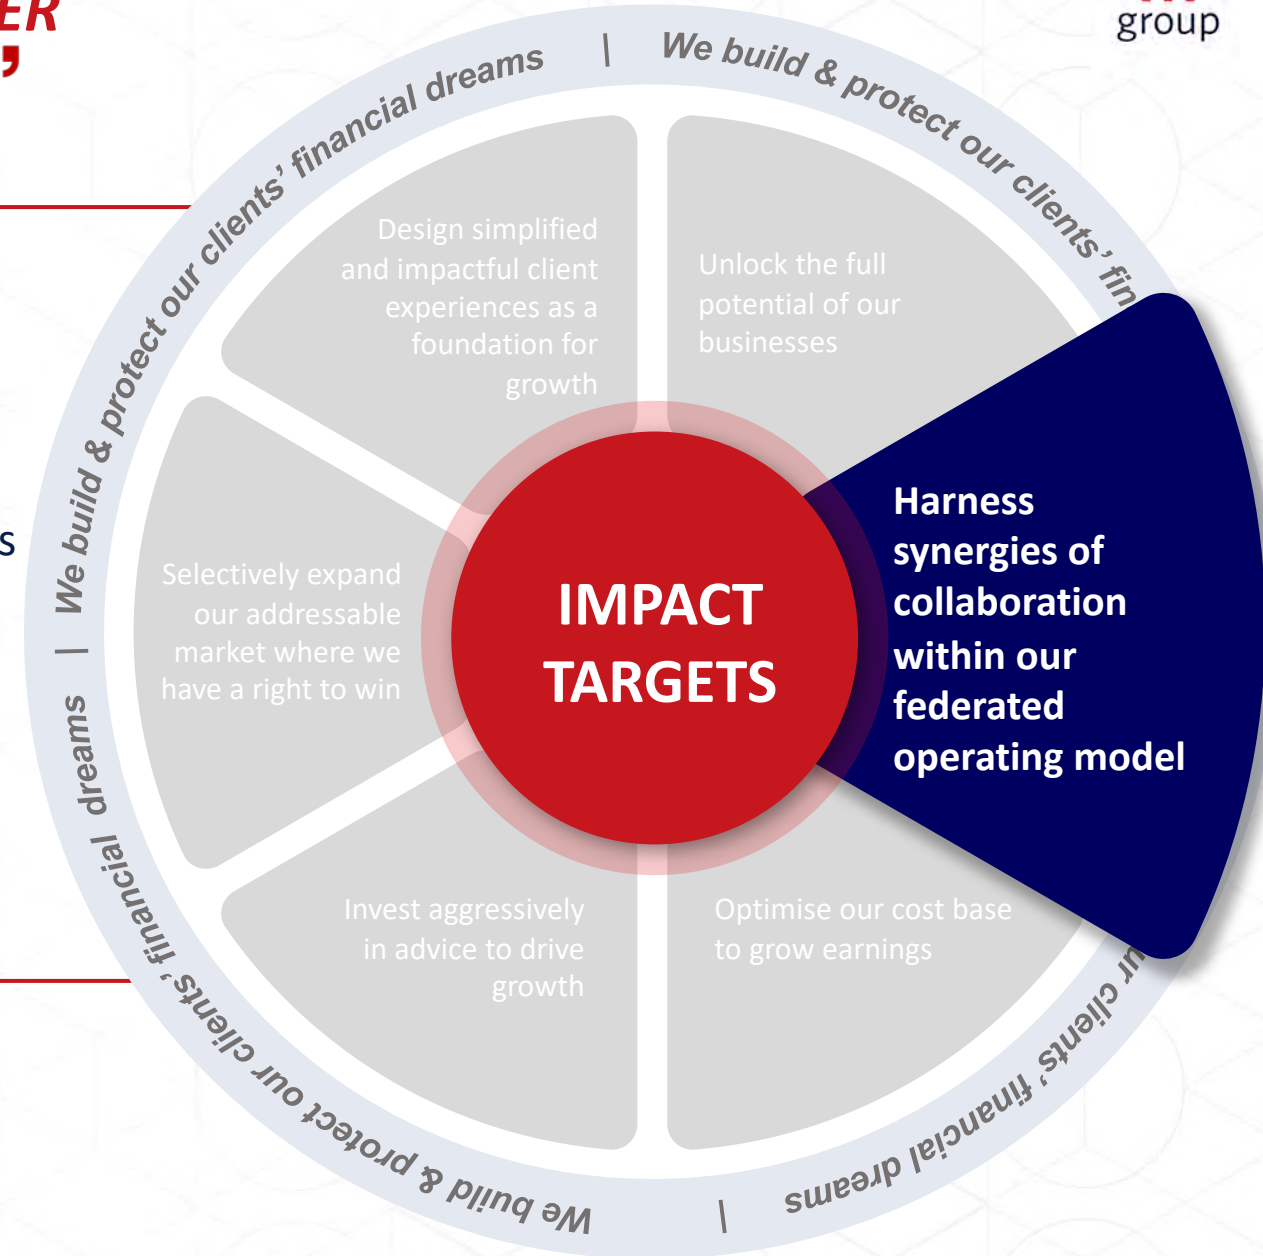 ER
’
group
We build & protect our clients’ financial dreams | We build & protect our clients’ fin
Design simplified
and impactful client
experiences as a
foundation for
growth
Unlock the full
potential of our
businesses
Harness
synergies of
collaboration
within our
federated
operating model
s
Selectively expand
our addressable
market where we
have a right to win
IMPACT
TARGETS
Invest aggressively
in advice to drive
growth
Optimise our cost base
to grow earnings
ur clients’ financial dreams |
We build & protect our clients’ financial dreams |